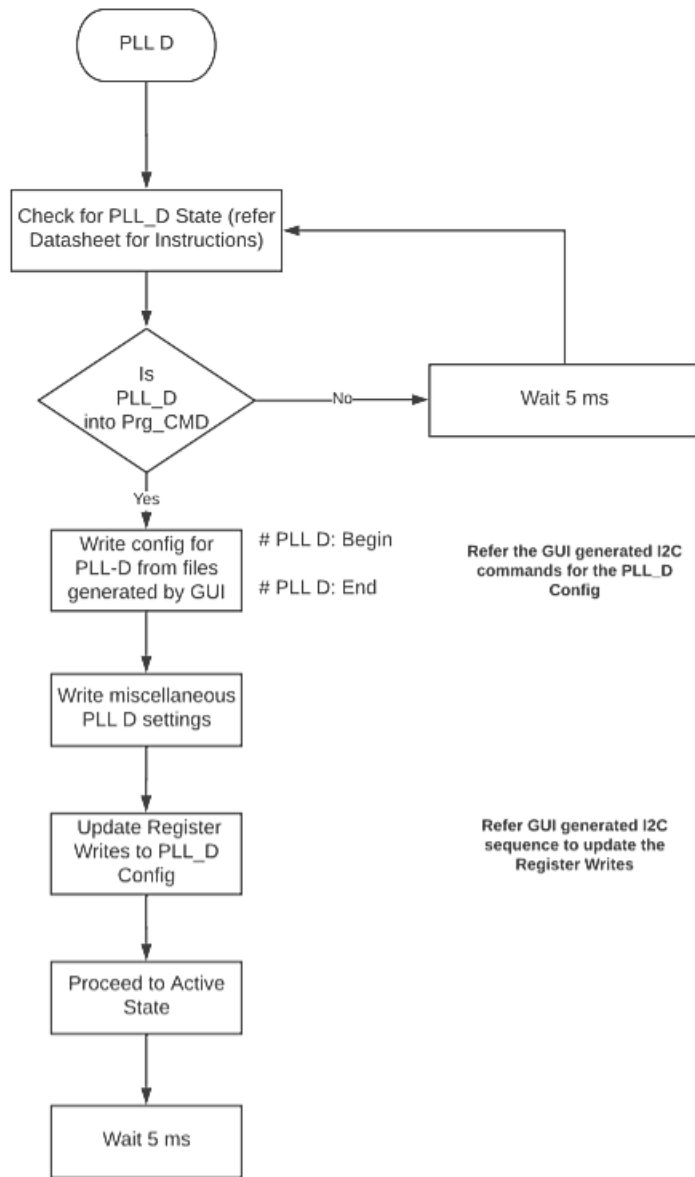 PLL D
Check for PLL_D State (refer
Datasheet for Instructions)
Is
PLL_D
into Prg_CMD
No
Wait 5 ms
Yes
Write config for
PLL-D from files
generated by GUI
# PLL D: Begin
# PLL D: End
Refer the GUI generated I2C
commands for the PLL_D
Config
Write miscellaneous
PLL D settings
Update Register
Writes to PLL_D
Config
Refer GUI generated I2C
sequence to update the
Register Writes
Proceed to Active
State
Wait 5 ms